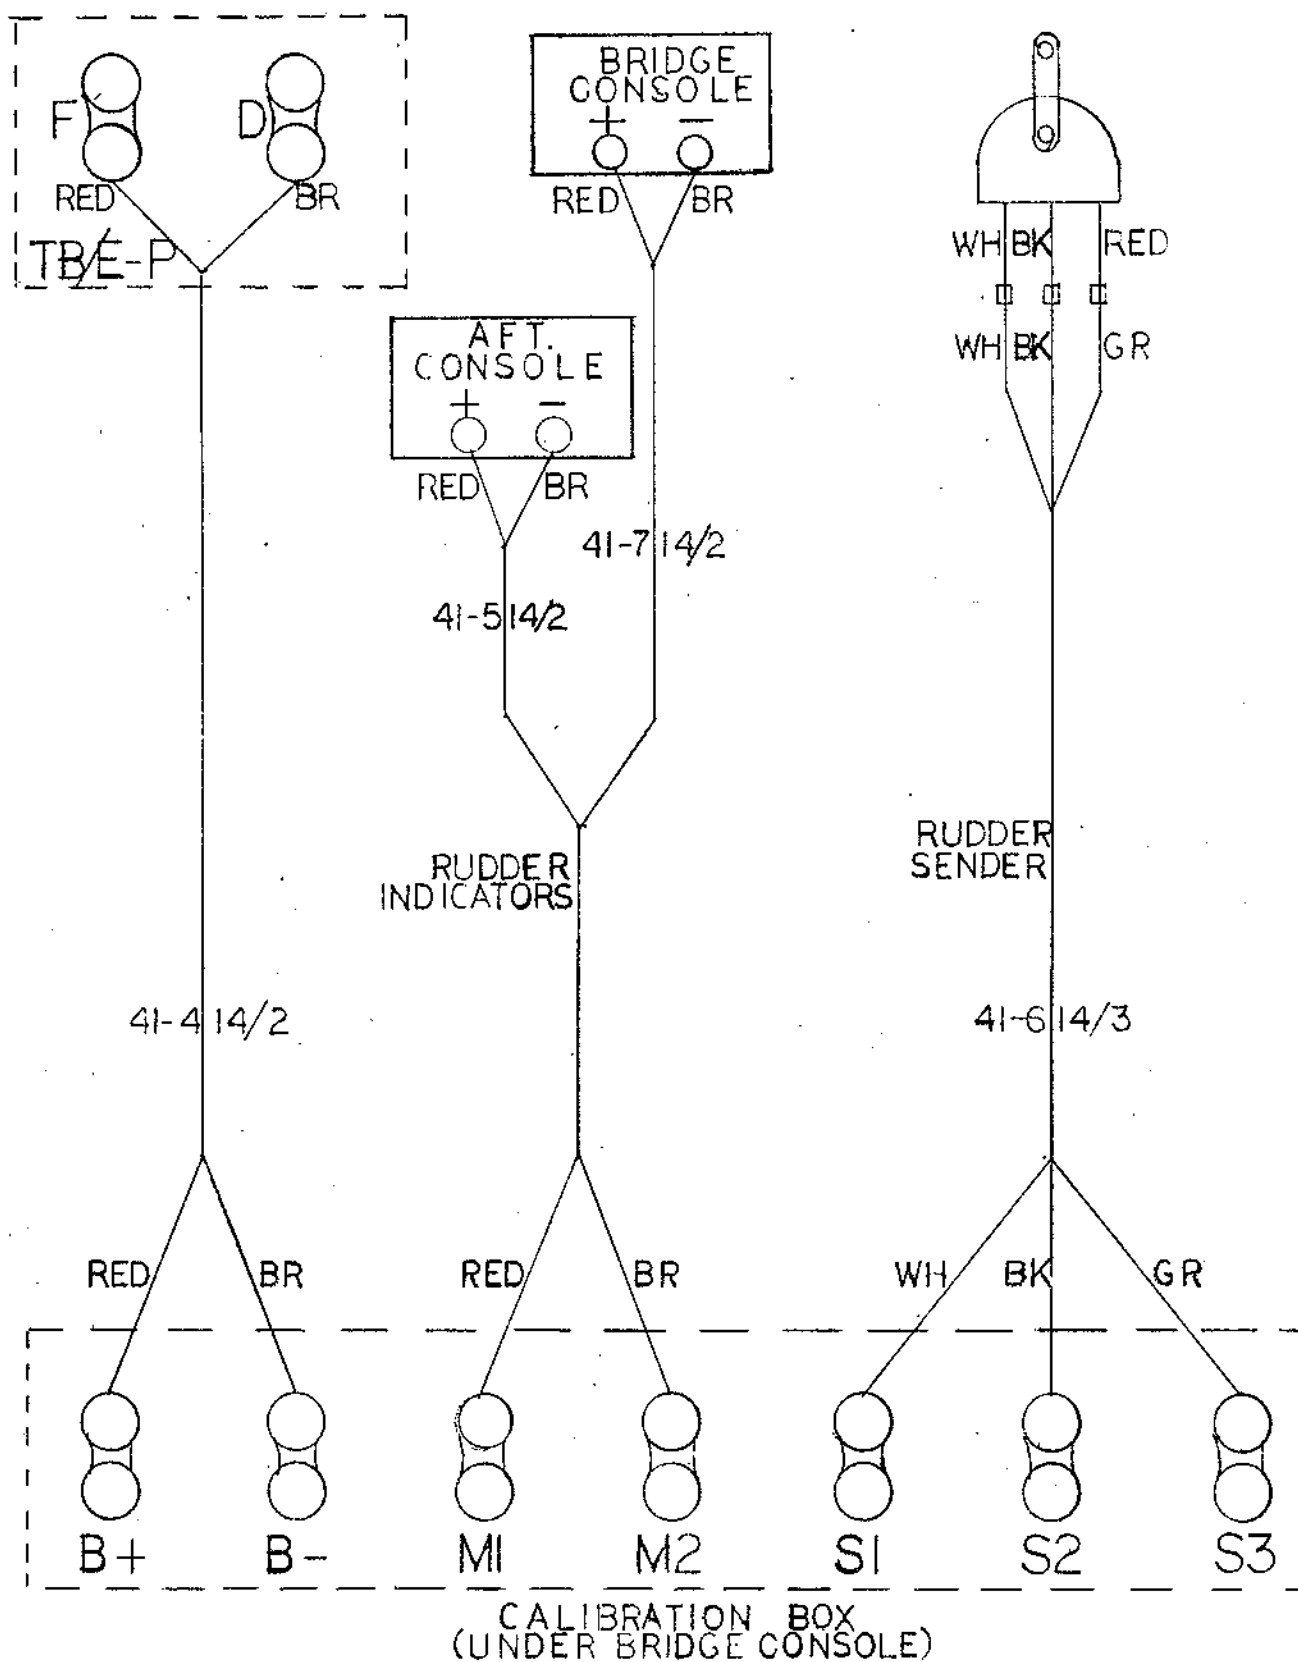 F
D
RED
BR
TB/E-P
BRIDGE
CONSOLE
+ −
RED
BR
WH BK RED
WH BK GR
AFT.
CONSOLE
+ −
RED
BR
41-7 14/2
41-5 14/2
RUDDER
INDICATORS
RUDDER
SENDER
41-4 14/2
41-6 14/3
RED
BR
RED
BR
WH
BK
GR
B+
B-
M1
M2
S1
S2
S3
CALIBRATION BOX
(UNDER BRIDGE CONSOLE)